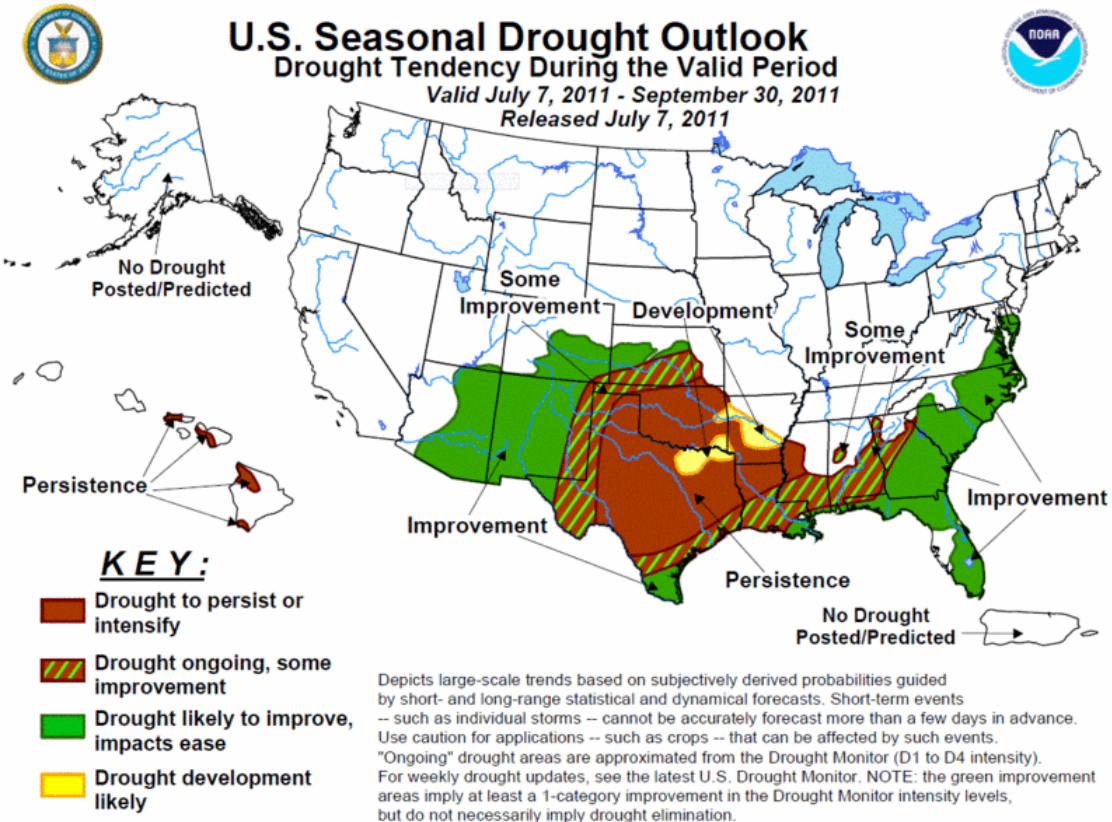 U.S. Seasonal Drought Outlook
Drought Tendency During the Valid Period
Valid July 7, 2011 - September 30, 2011
Released July 7, 2011
NOAA
No Drought
Posted/Predicted
Some
Improvement
Development
Some
Improvement
Persistence
Improvement
Improvement
Persistence
No Drought
Posted/Predicted
KEY:
Drought to persist or
intensify
Drought ongoing, some
improvement
Drought likely to improve,
impacts ease
Drought development
likely
Depicts large-scale trends based on subjectively derived probabilities guided
by short- and long-range statistical and dynamical forecasts. Short-term events
-- such as individual storms -- cannot be accurately forecast more than a few days in advance.
Use caution for applications -- such as crops -- that can be affected by such events.
"Ongoing" drought areas are approximated from the Drought Monitor (D1 to D4 intensity).
For weekly drought updates, see the latest U.S. Drought Monitor. NOTE: the green improvement
areas imply at least a 1-category improvement in the Drought Monitor intensity levels,
but do not necessarily imply drought elimination.